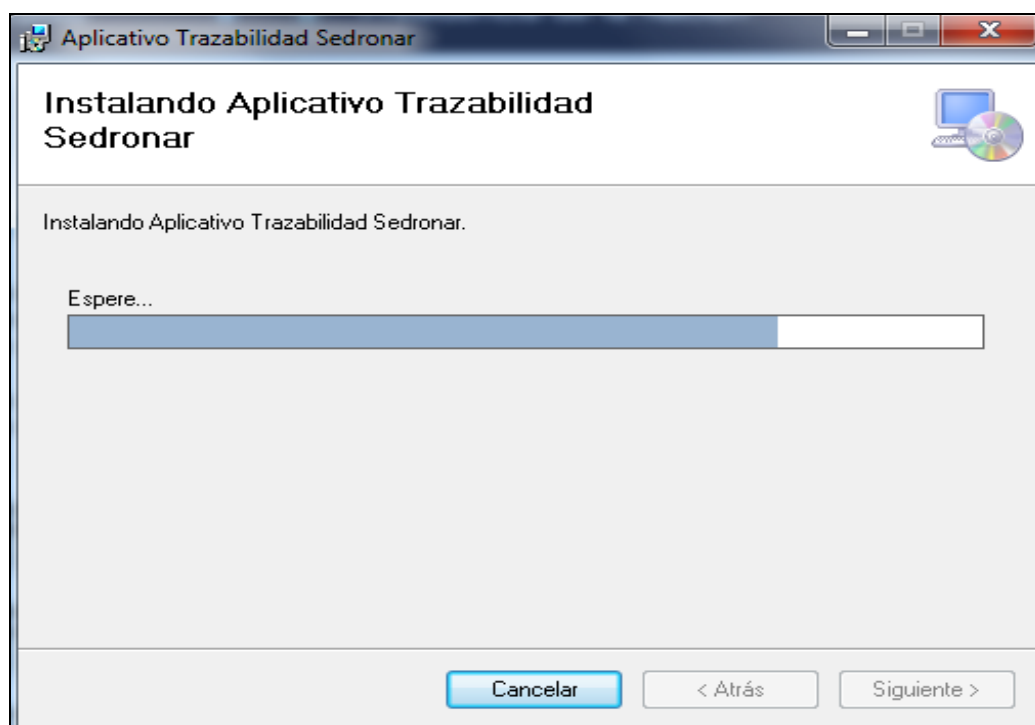 Aplicativo Trazabilidad Sedronar
Instalando Aplicativo Trazabilidad
Sedronar
Instalando Aplicativo Trazabilidad Sedronar.
Espere...
Cancelar
< Atrás
Siguiente >